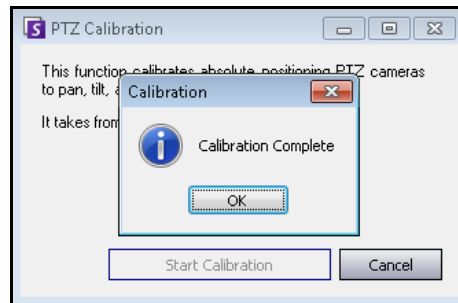 PTZ Calibration
This function calibrates absolute positioning PTZ cameras
to pan, tilt,
Calibration
It takes from
Calibration Complete
OK
Start Calibration
Cancel